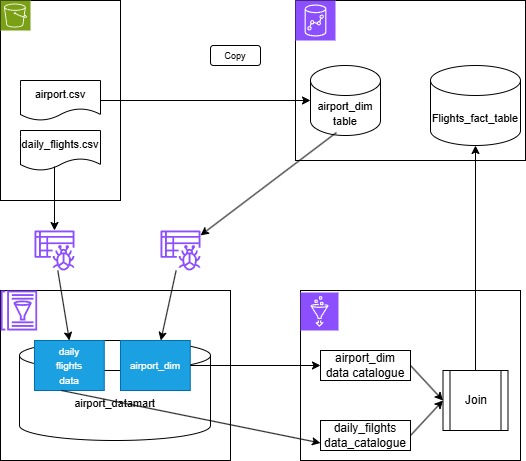 Copy
airport.csv
daily_flights.csv
airport_dim
table
Flights_fact_table
daily
flights
data
airport_dim
airport_datamart
airport_dim
data catalogue
daily_filghts
data_catalogue
Join